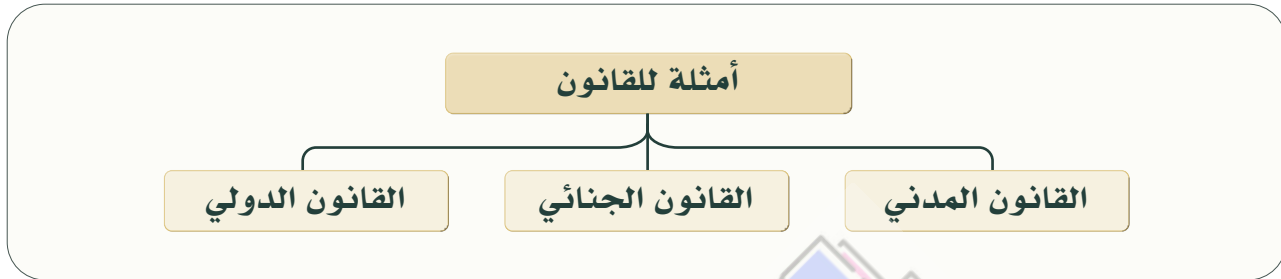 أمثلة للقانون
القانون المدني
القانون الجنائي
القانون الدولي